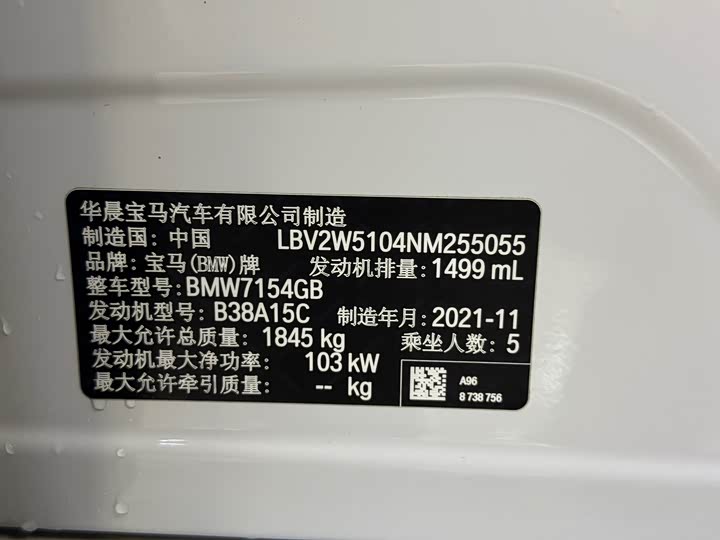 华晨宝马汽车有限公司制造
制造国: 中国 LBV2W5104NM255055
品牌: 宝马(BMW)牌 发动机排量: 1499 mL
整车型号: BMW7154GB
发动机型号: B38A15C 制造年月: 2021-11
最大允许总质量: 1845 kg 乘坐人数: 5
发动机最大净功率: 103 kW
最大允许牵引质量: -- kg
A96
8 738 756